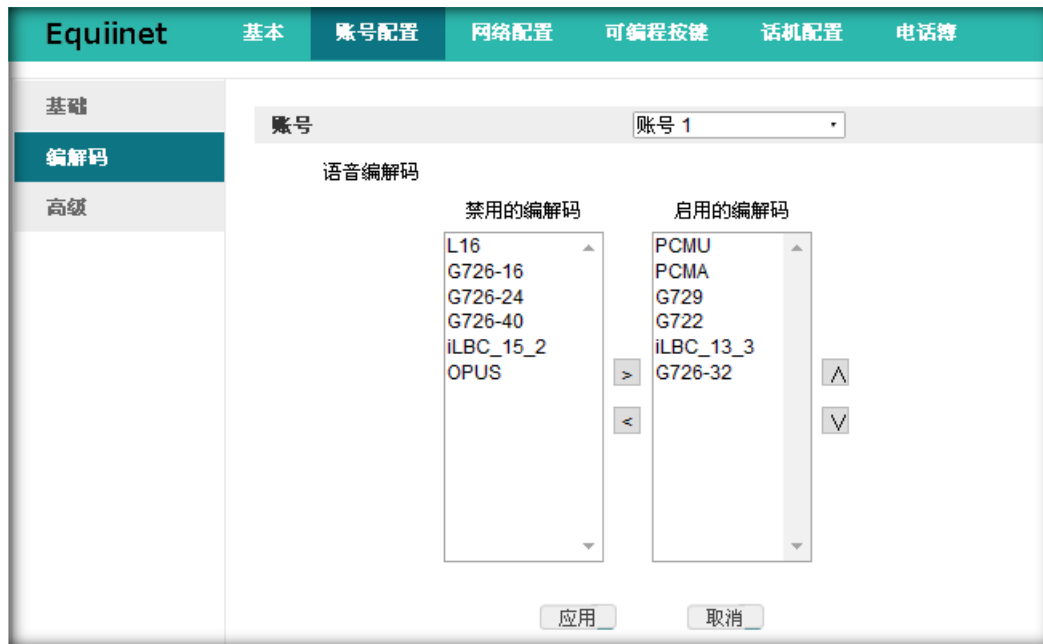 Equiinet 基本 账号配置 网络配置 可编程按键 话机配置 电话簿
基础
编解码
高级
账号 账号 1
语音编解码
禁用的编解码 启用的编解码
L16 PCMU
G726-16 PCMA
G726-24 G729
G726-40 G722
iLBC_15_2 iLBC_13_3
OPUS > G726-32 ∧
< ∨
应用 取消